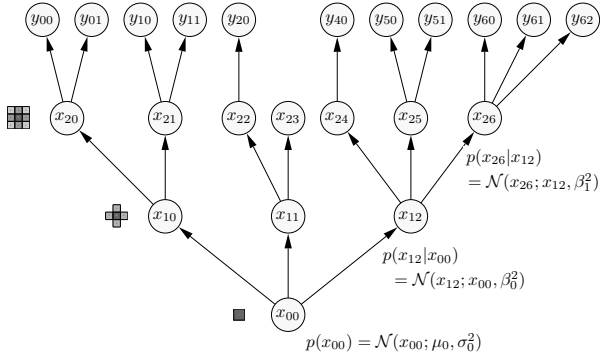 y₀₀ y₀₁ y₁₀ y₁₁ y₂₀ y₄₀ y₅₀ y₅₁ y₆₀ y₆₁ y₆₂
x₂₀ x₂₁ x₂₂ x₂₃ x₂₄ x₂₅ x₂₆
p(x₂₆|x₁₂)
= 𝒩(x₂₆; x₁₂, β₁²)
x₁₀ x₁₁ x₁₂
p(x₁₂|x₀₀)
= 𝒩(x₁₂; x₀₀, β₀²)
x₀₀
p(x₀₀) = 𝒩(x₀₀; μ₀, σ₀²)